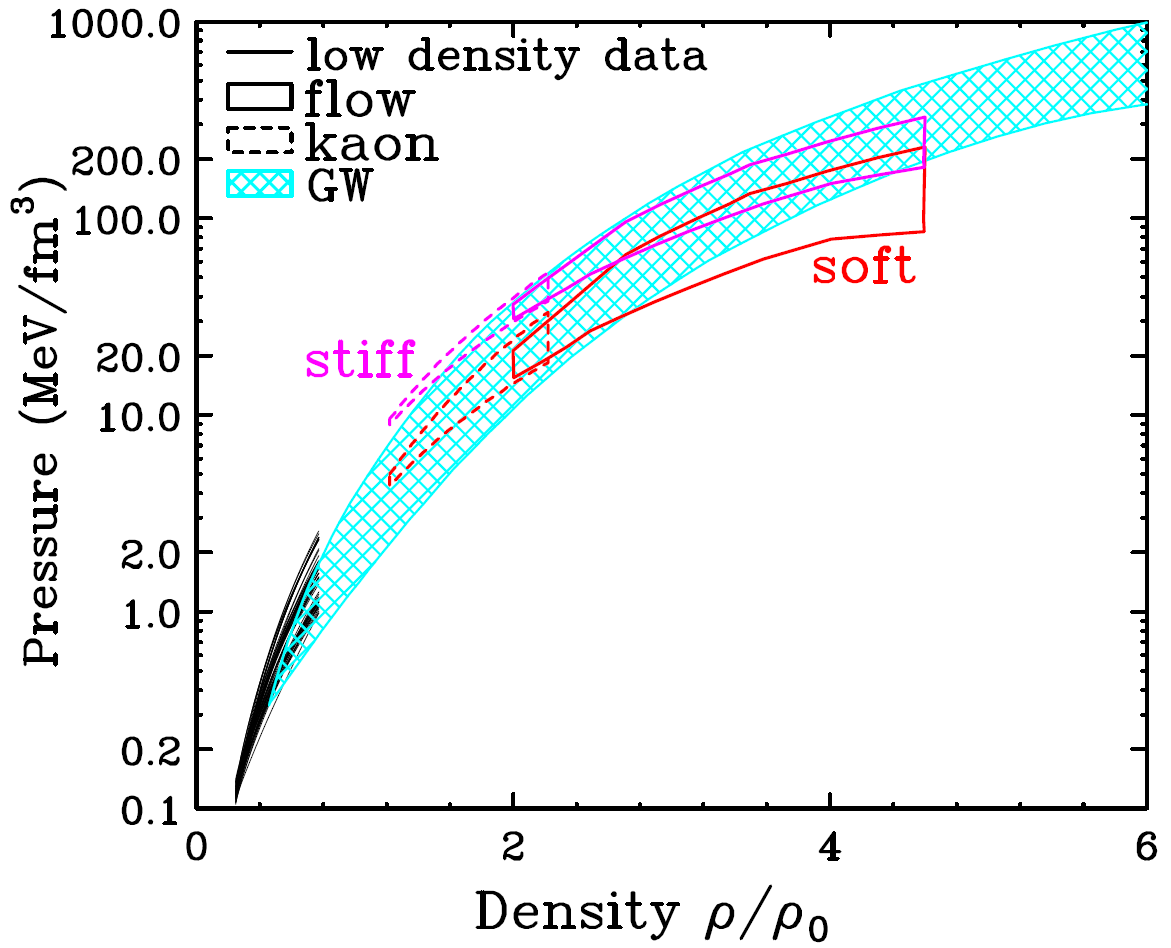 1000.0
200.0
100.0
20.0
10.0
2.0
1.0
0.2
0.1
Pressure (MeV/fm³)
low density data
flow
kaon
GW
soft
stiff
0 2 4 6
Density ρ/ρ₀